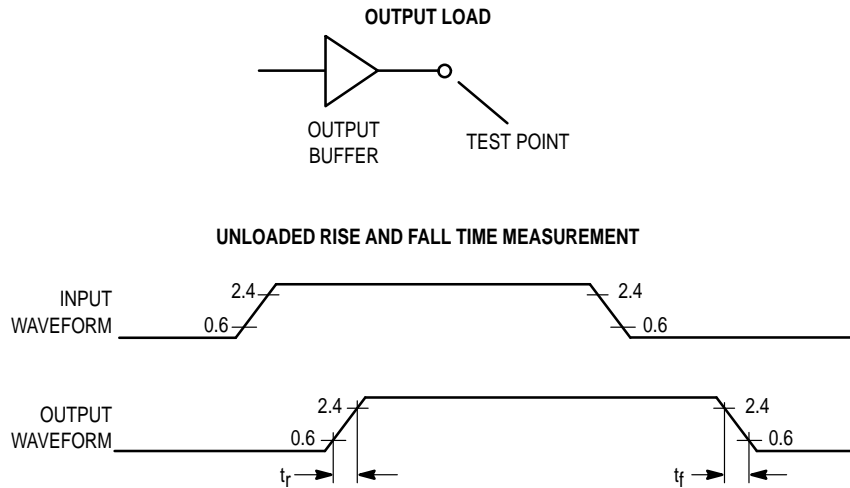 OUTPUT LOAD
OUTPUT
BUFFER
TEST POINT
UNLOADED RISE AND FALL TIME MEASUREMENT
INPUT
WAVEFORM
2.4
0.6
2.4
0.6
OUTPUT
WAVEFORM
2.4
0.6
2.4
0.6
tr
tf